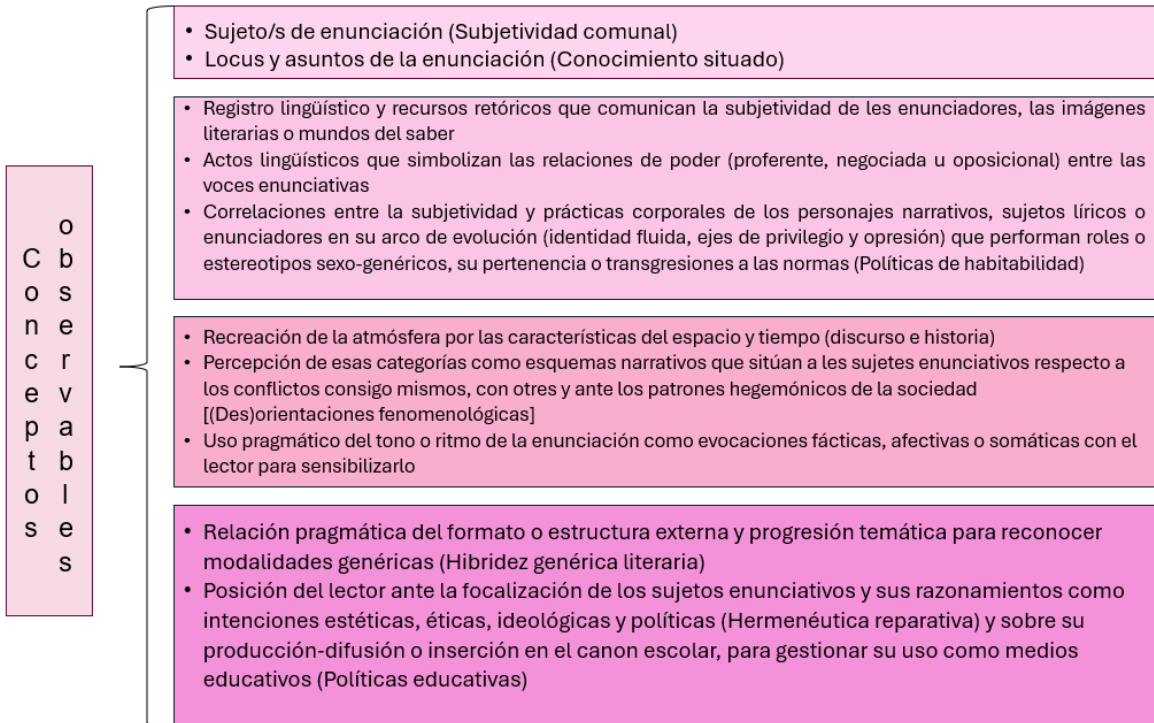 Conceptos
observables
• Sujeto/s de enunciación (Subjetividad comunal)
• Locus y asuntos de la enunciación (Conocimiento situado)
• Registro lingüístico y recursos retóricos que comunican la subjetividad de les enunciadores, las imágenes
literarias o mundos del saber
• Actos lingüísticos que simbolizan las relaciones de poder (proferente, negociada u oposicional) entre las
voces enunciativas
• Correlaciones entre la subjetividad y prácticas corporales de los personajes narrativos, sujetos líricos o
enunciadores en su arco de evolución (identidad fluida, ejes de privilegio y opresión) que performan roles o
estereotipos sexo-genéricos, su pertenencia o transgresiones a las normas (Políticas de habitabilidad)
• Recreación de la atmósfera por las características del espacio y tiempo (discurso e historia)
• Percepción de esas categorías como esquemas narrativos que sitúan a les sujetes enunciativos respecto a
los conflictos consigo mismos, con otres y ante los patrones hegemónicos de la sociedad
[(Des)orientaciones fenomenológicas]
• Uso pragmático del tono o ritmo de la enunciación como evocaciones fácticas, afectivas o somáticas con el
lector para sensibilizarlo
• Relación pragmática del formato o estructura externa y progresión temática para reconocer
modalidades genéricas (Hibridez genérica literaria)
• Posición del lector ante la focalización de los sujetos enunciativos y sus razonamientos como
intenciones estéticas, éticas, ideológicas y políticas (Hermenéutica reparativa) y sobre su
producción-difusión o inserción en el canon escolar, para gestionar su uso como medios
educativos (Políticas educativas)